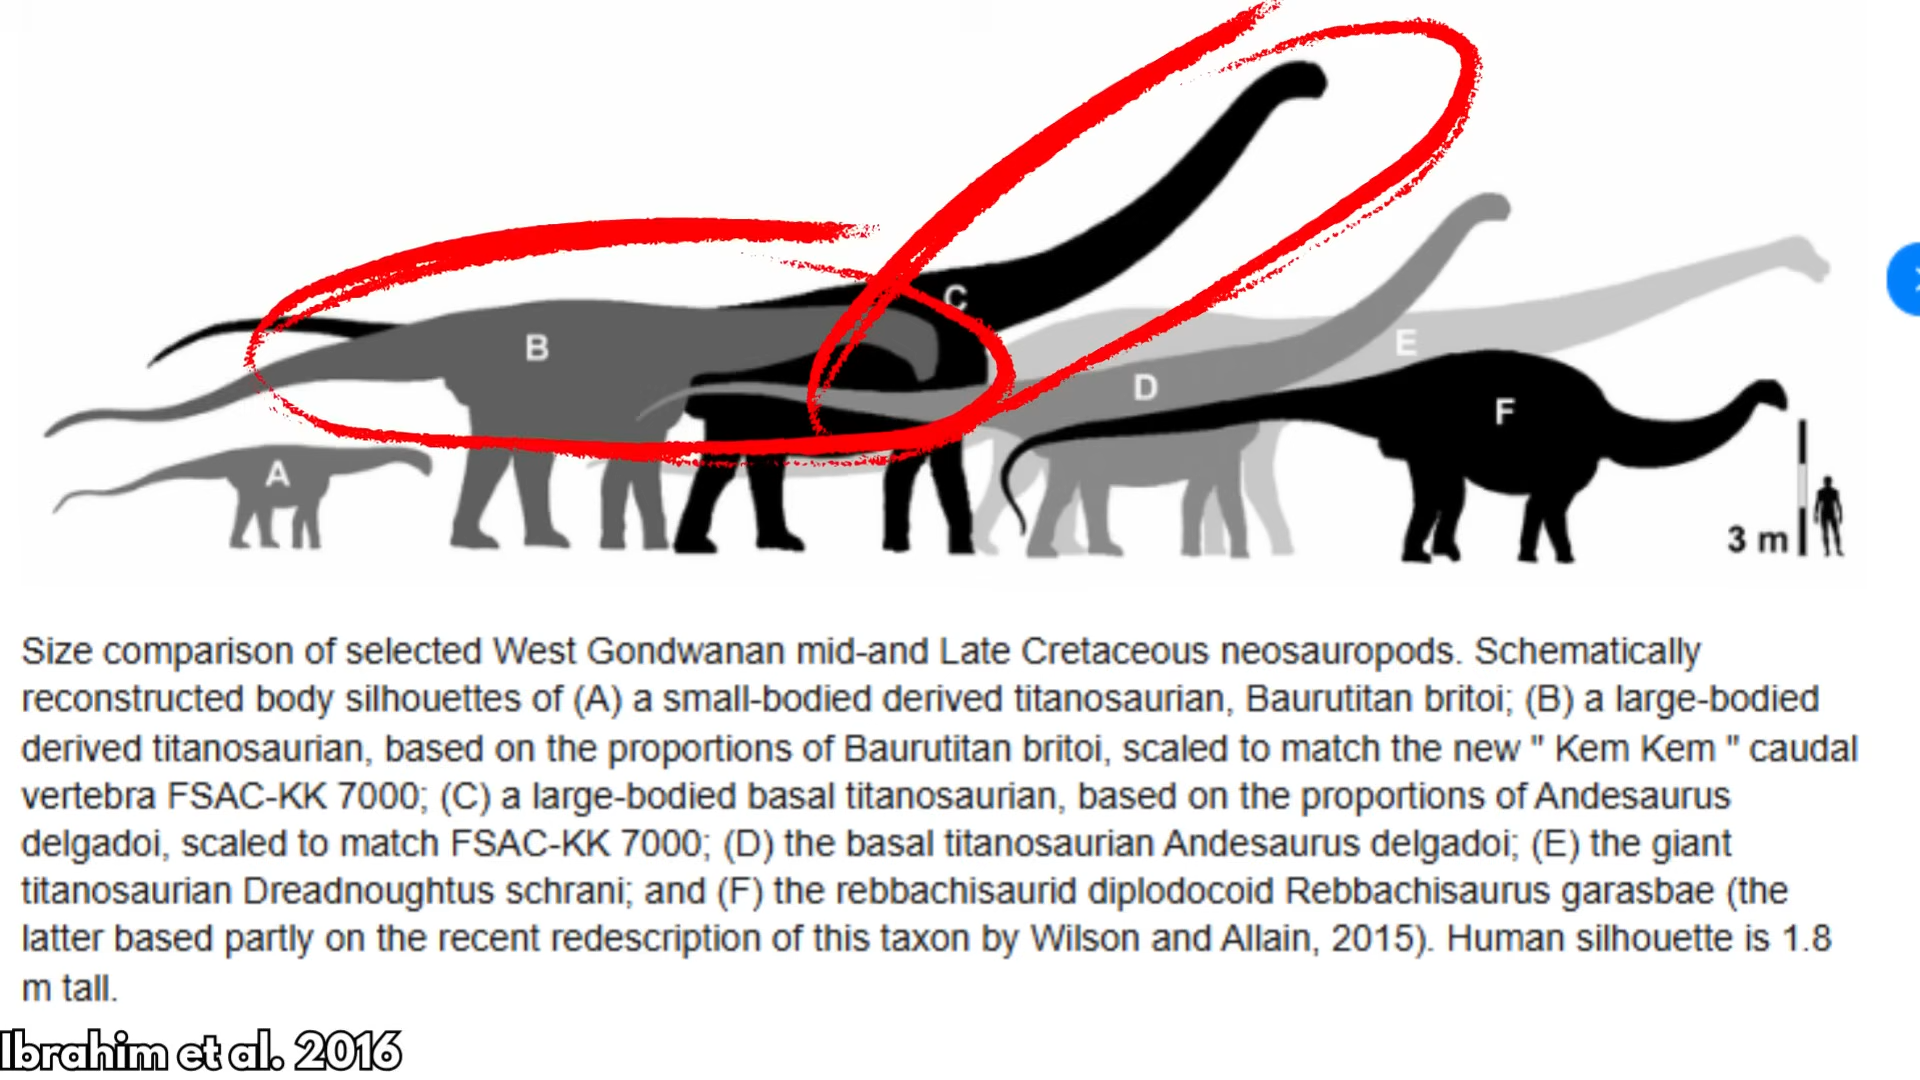 C
B
E
D
F
A
3 m
Size comparison of selected West Gondwanan mid-and Late Cretaceous neosauropods. Schematically
reconstructed body silhouettes of (A) a small-bodied derived titanosaurian, Baurutitan britoi; (B) a large-bodied
derived titanosaurian, based on the proportions of Baurutitan britoi, scaled to match the new " Kem Kem " caudal
vertebra FSAC-KK 7000; (C) a large-bodied basal titanosaurian, based on the proportions of Andesaurus
delgadoi, scaled to match FSAC-KK 7000; (D) the basal titanosaurian Andesaurus delgadoi; (E) the giant
titanosaurian Dreadnoughtus schrani; and (F) the rebbachisaurid diplodocoid Rebbachisaurus garasbae (the
latter based partly on the recent redescription of this taxon by Wilson and Allain, 2015). Human silhouette is 1.8
m tall.
Ibrahim et al. 2016